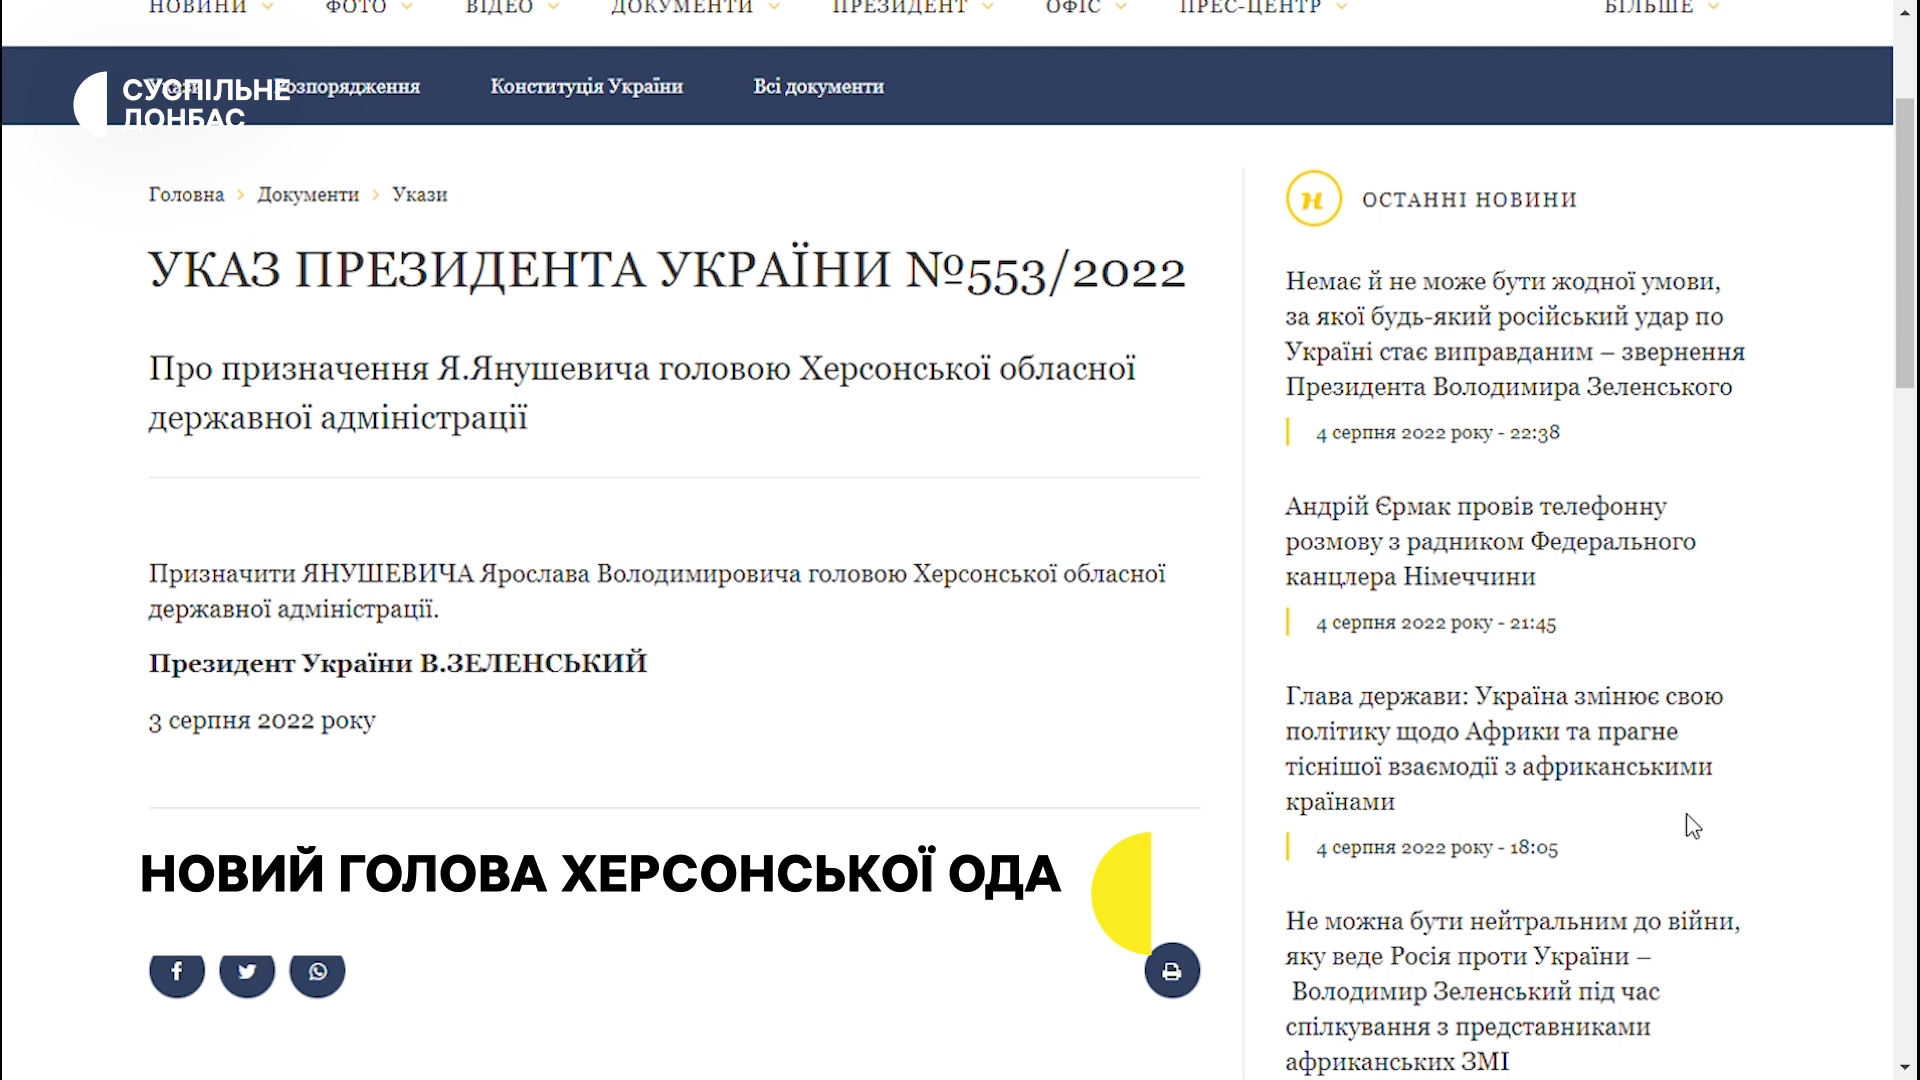 НОВИНИ ФОТО ВІДЕО ДОКУМЕНТИ ПРЕЗИДЕНТ ОФІС ПРЕС-ЦЕНТР БІЛЬШЕ
Укази Розпорядження Конституція України Всі документи
СУСПІЛЬНЕ
ДОНБАС
Головна > Документи > Укази
УКАЗ ПРЕЗИДЕНТА УКРАЇНИ №553/2022
Про призначення Я.Янушевича головою Херсонської обласної
державної адміністрації
Призначити ЯНУШЕВИЧА Ярослава Володимировича головою Херсонської обласної
державної адміністрації.
Президент України В.ЗЕЛЕНСЬКИЙ
3 серпня 2022 року
НОВИЙ ГОЛОВА ХЕРСОНСЬКОЇ ОДА
н ОСТАННІ НОВИНИ
Немає й не може бути жодної умови,
за якої будь-який російський удар по
Україні стає виправданим – звернення
Президента Володимира Зеленського
4 серпня 2022 року - 22:38
Андрій Єрмак провів телефонну
розмову з радником Федерального
канцлера Німеччини
4 серпня 2022 року - 21:45
Глава держави: Україна змінює свою
політику щодо Африки та прагне
тіснішої взаємодії з африканськими
країнами
4 серпня 2022 року - 18:05
Не можна бути нейтральним до війни,
яку веде Росія проти України –
Володимир Зеленський під час
спілкування з представниками
африканських ЗМІ